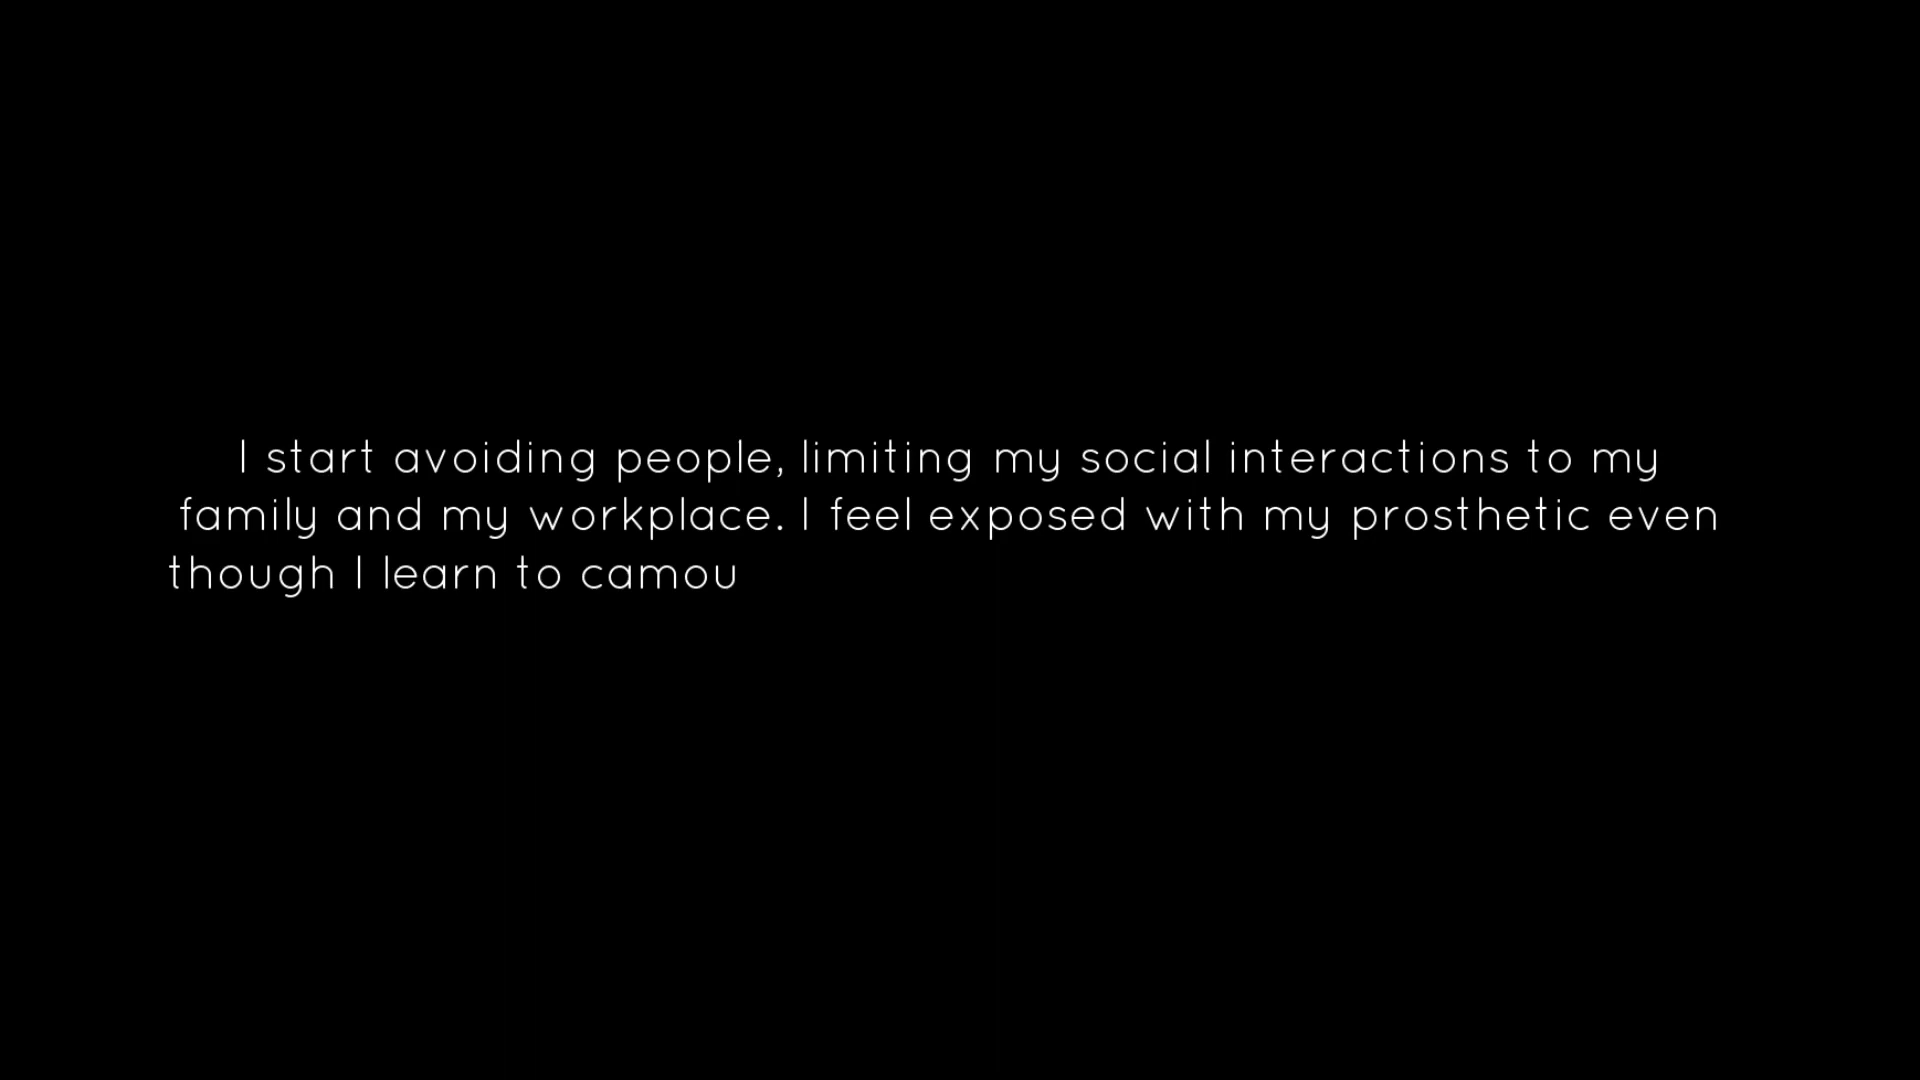 I start avoiding people, limiting my social interactions to my
family and my workplace. I feel exposed with my prosthetic even
though I learn to camou